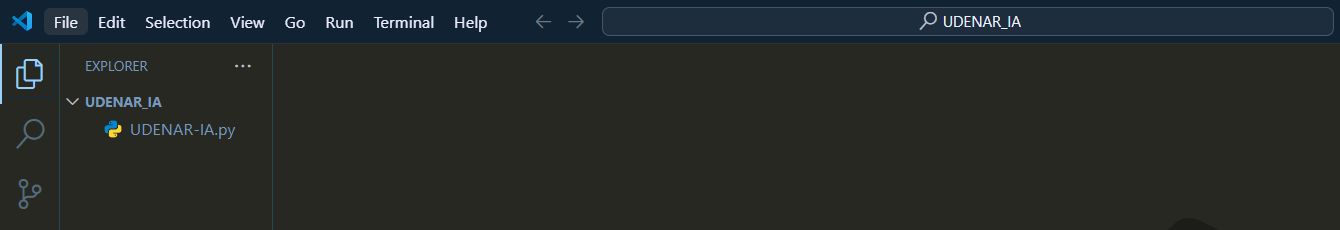 File Edit Selection View Go Run Terminal Help UDENAR_IA
EXPLORER
UDENAR_IA
UDENAR-IA.py